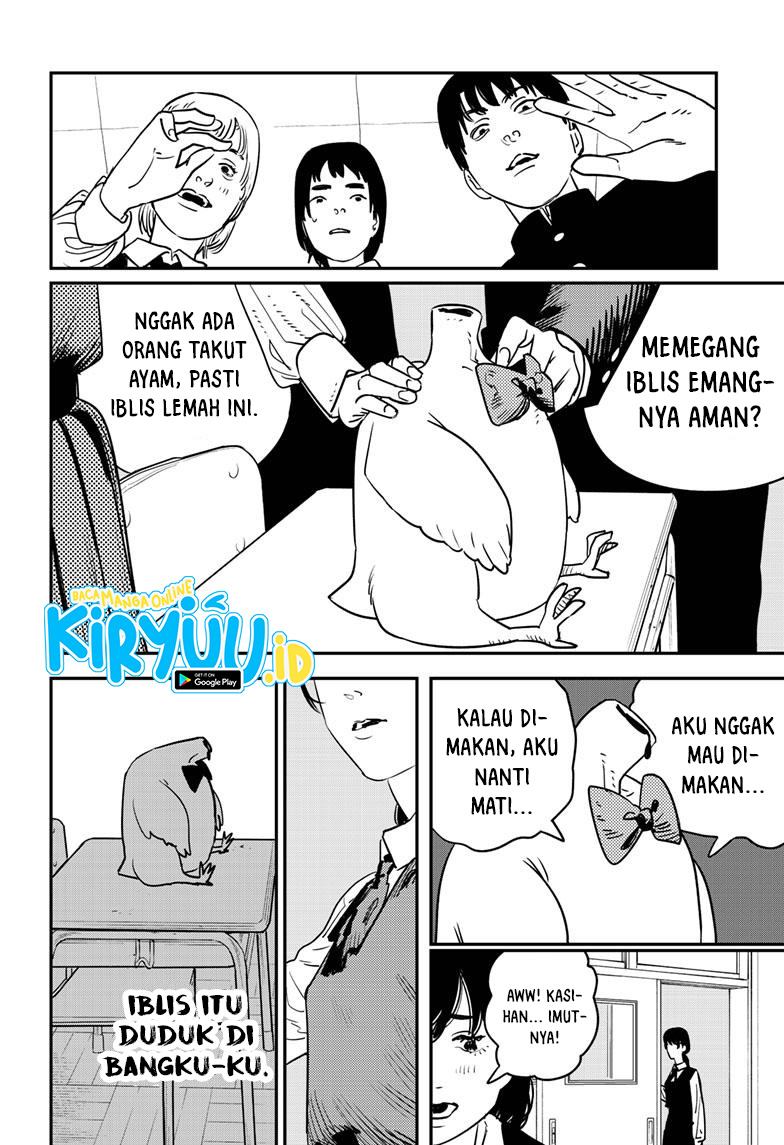 MEMEGANG
IBLIS EMANG-
NYA AMAN?
NGGAK ADA
ORANG TAKUT
AYAM, PASTI
IBLIS LEMAH INI.
BACA MANGA ONLINE
KIRYUU.ID
GET IT ON
Google Play
AKU NGGAK
MAU DI-
MAKAN...
KALAU DI-
MAKAN, AKU
NANTI
MATI...
AWW! KASI-
HAN... IMUT-
NYA!
IBLIS ITU
DUDUK DI
BANGKU-KU.